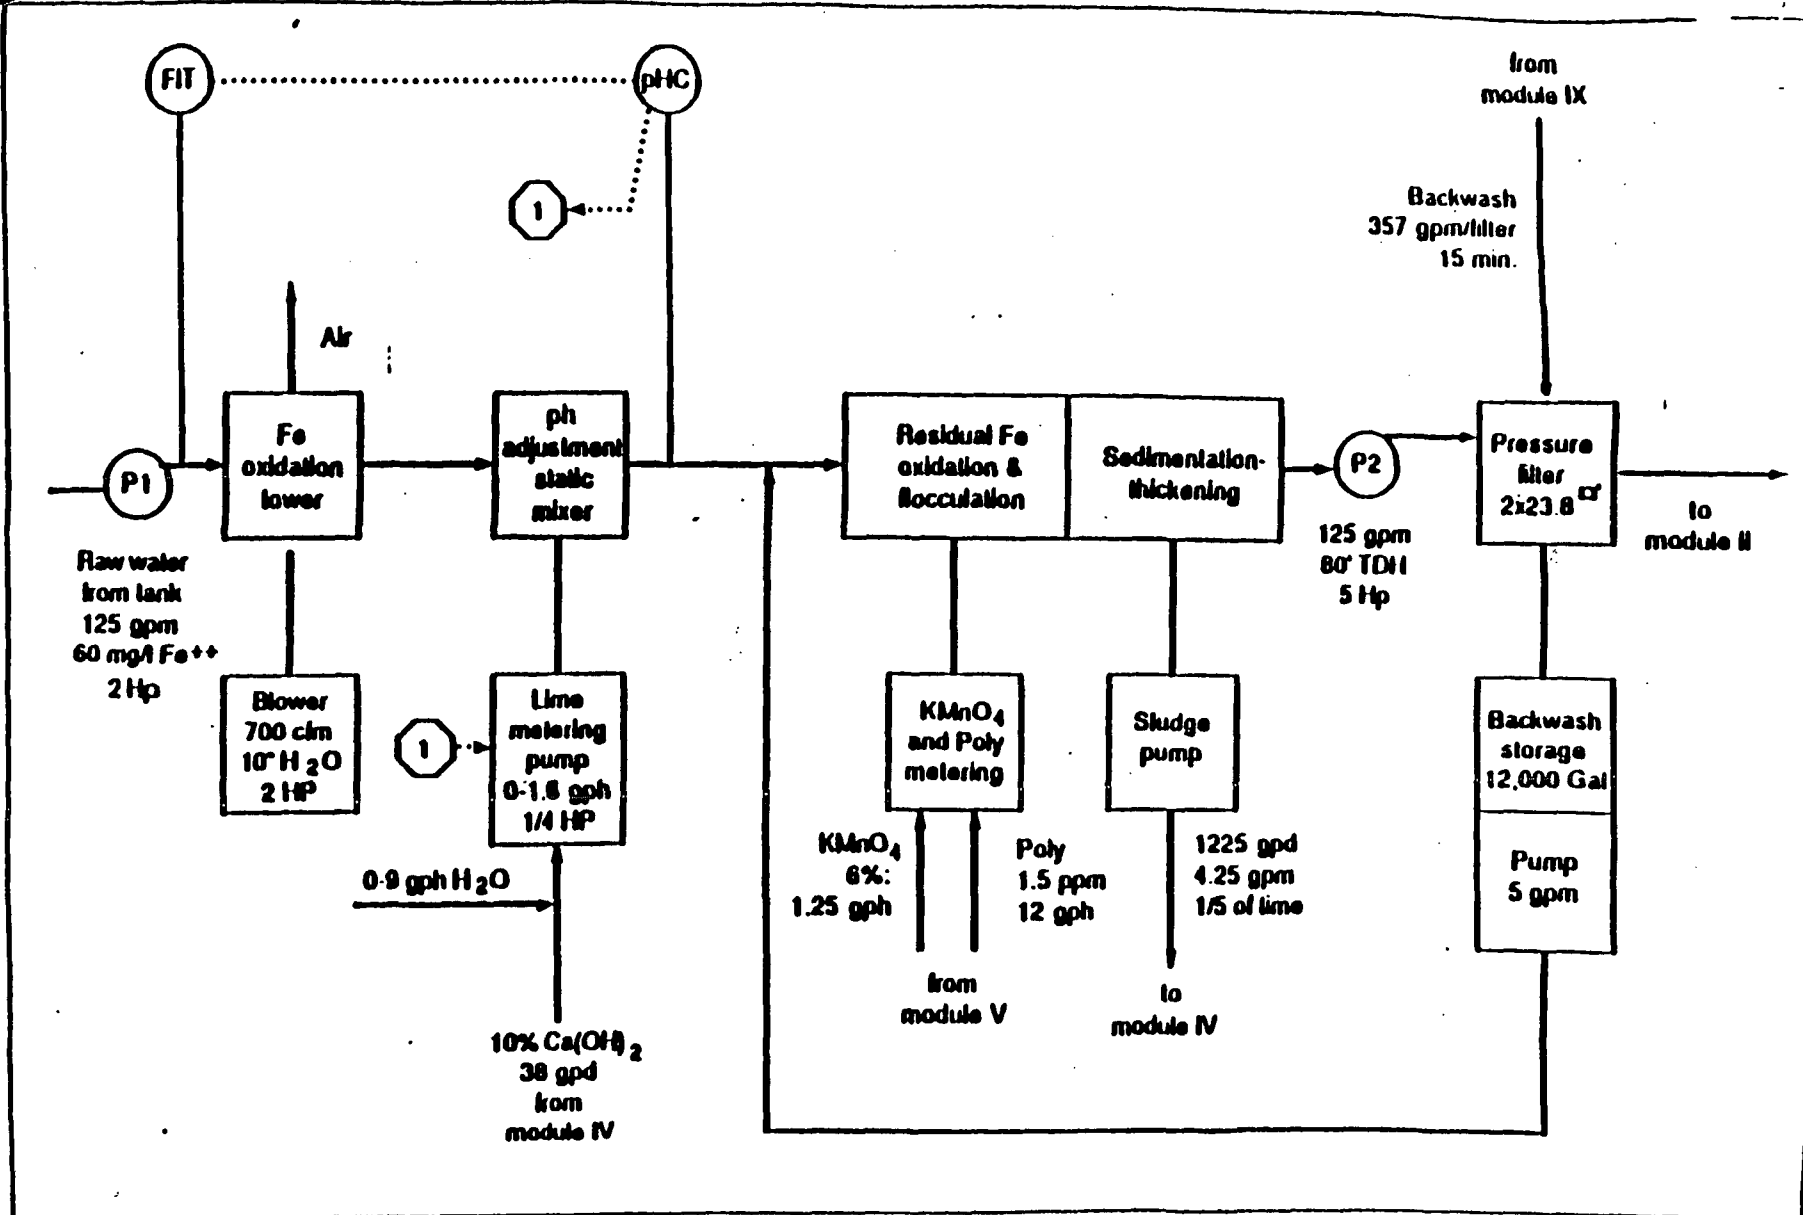 FIT
pHC
from
module IX
1
Backwash
357 gpm/filter
15 min.
Air
P1
Fe
oxidation
tower
ph
adjustment
static
mixer
Residual Fe
oxidation &
flocculation
Sedimentation-
thickening
P2
Pressure
filter
2x23.8
to
module II
Raw water
from tank
125 gpm
60 mg/l Fe++
2 Hp
125 gpm
80' TDH
5 Hp
Blower
700 cfm
10" H2O
2 HP
1
Lime
metering
pump
0-1.6 gph
1/4 HP
KMnO4
and Poly
metering
Sludge
pump
Backwash
storage
12,000 Gal
Pump
5 gpm
0-9 gph H2O
KMnO4
6%:
1.25 gph
Poly
1.5 ppm
12 gph
1225 gpd
4.25 gpm
1/5 of time
from
module V
to
module IV
10% Ca(OH)2
38 gpd
from
module IV